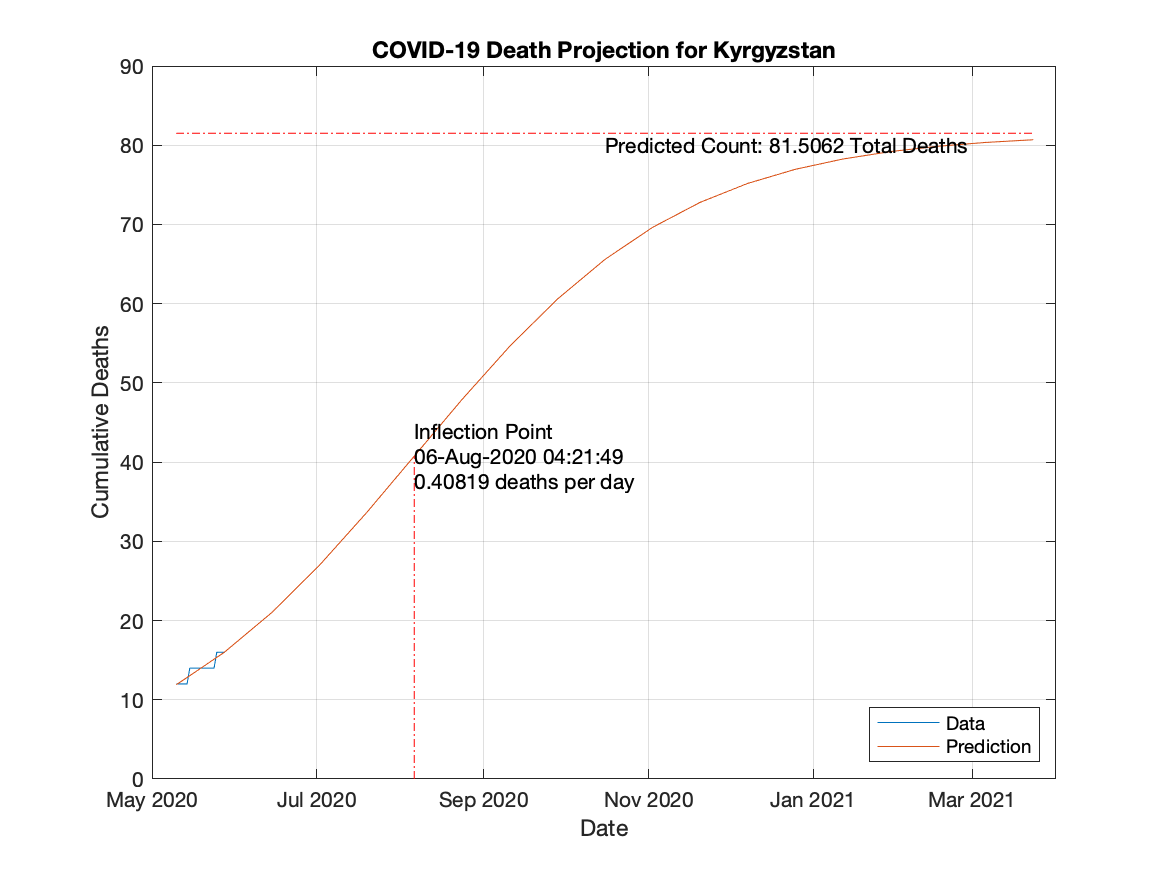 COVID-19 Death Projection for Kyrgyzstan
90
80
70
60
50
40
30
20
10
0
Cumulative Deaths
Predicted Count: 81.5062 Total Deaths
Inflection Point
06-Aug-2020 04:21:49
0.40819 deaths per day
Data
Prediction
May 2020 Jul 2020 Sep 2020 Nov 2020 Jan 2021 Mar 2021
Date